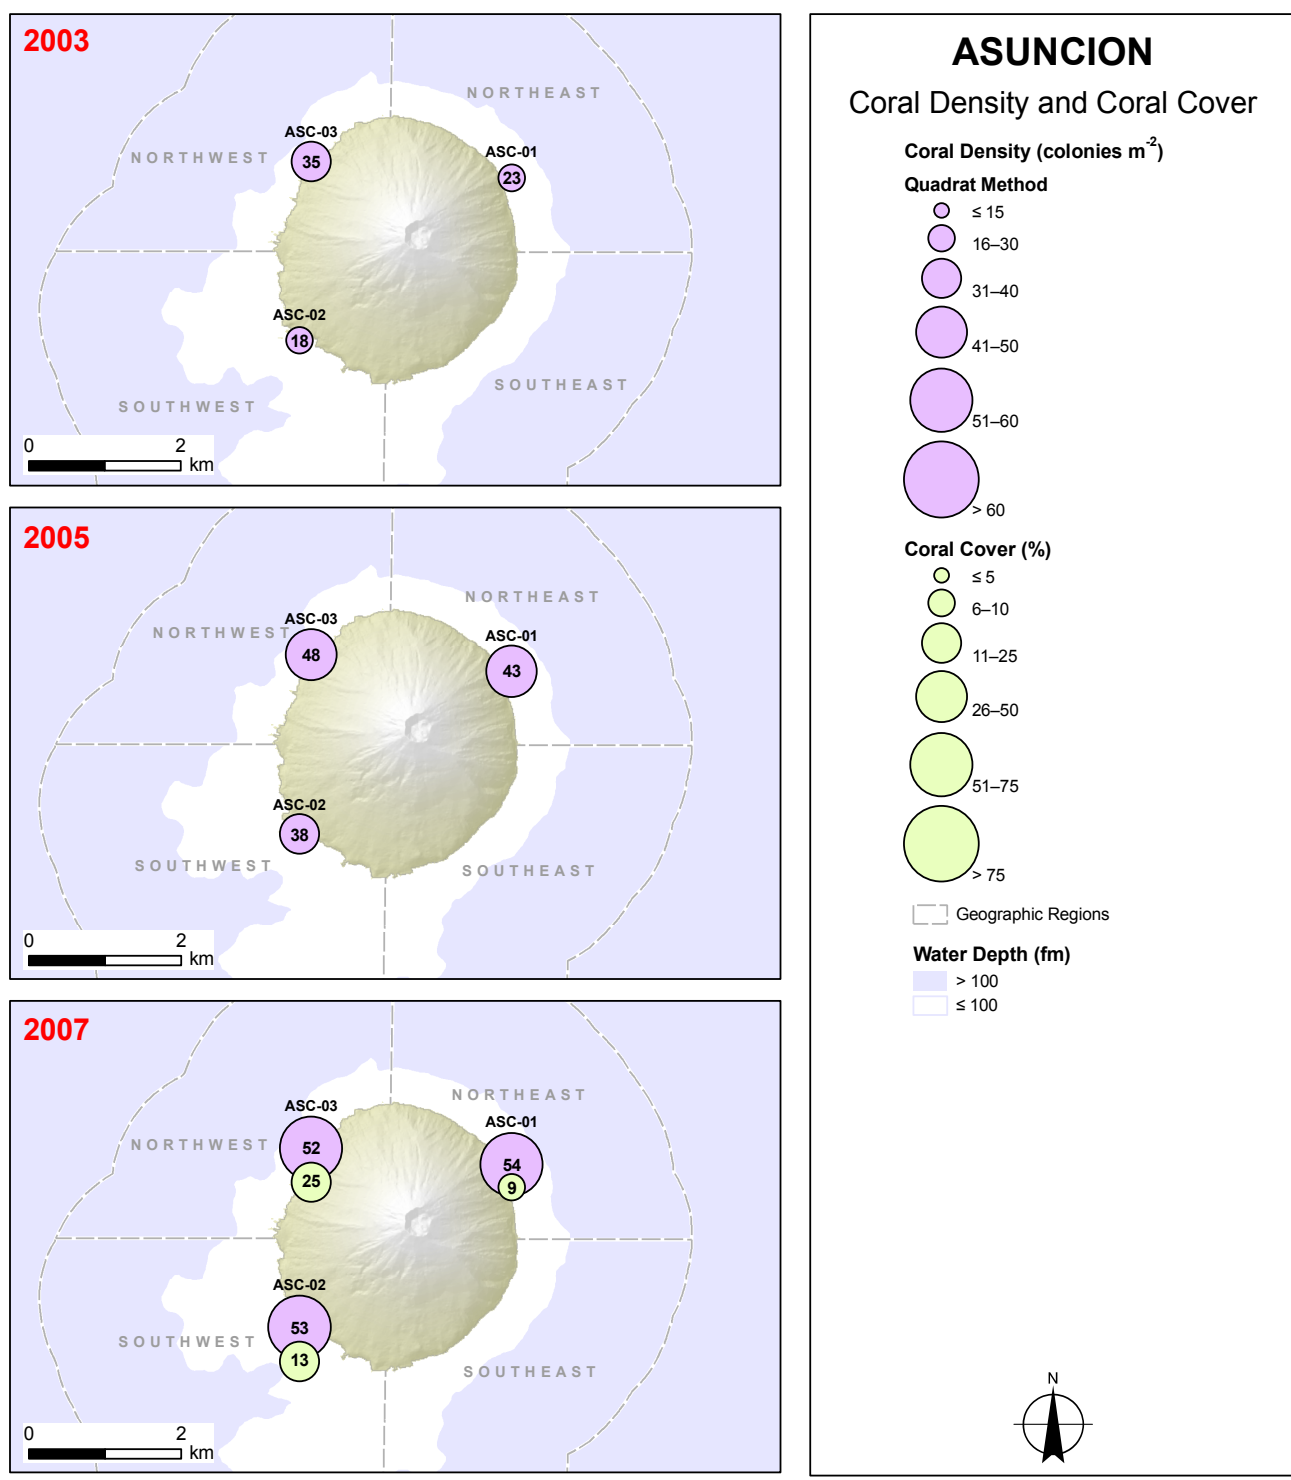 2003
NORTHEAST
ASC-03
NORTHWEST
35
ASC-01
23
ASC-02
18
SOUTHEAST
SOUTHWEST
0 2
km
2005
NORTHEAST
ASC-03
NORTHWEST
48
ASC-01
43
ASC-02
38
SOUTHWEST
SOUTHEAST
0 2
km
2007
NORTHEAST
ASC-03
NORTHWEST
52
25
ASC-01
54
9
ASC-02
53
13
SOUTHWEST
SOUTHEAST
0 2
km
ASUNCION
Coral Density and Coral Cover
Coral Density (colonies m⁻²)
Quadrat Method
≤ 15
16–30
31–40
41–50
51–60
> 60
Coral Cover (%)
≤ 5
6–10
11–25
26–50
51–75
> 75
Geographic Regions
Water Depth (fm)
> 100
≤ 100
N